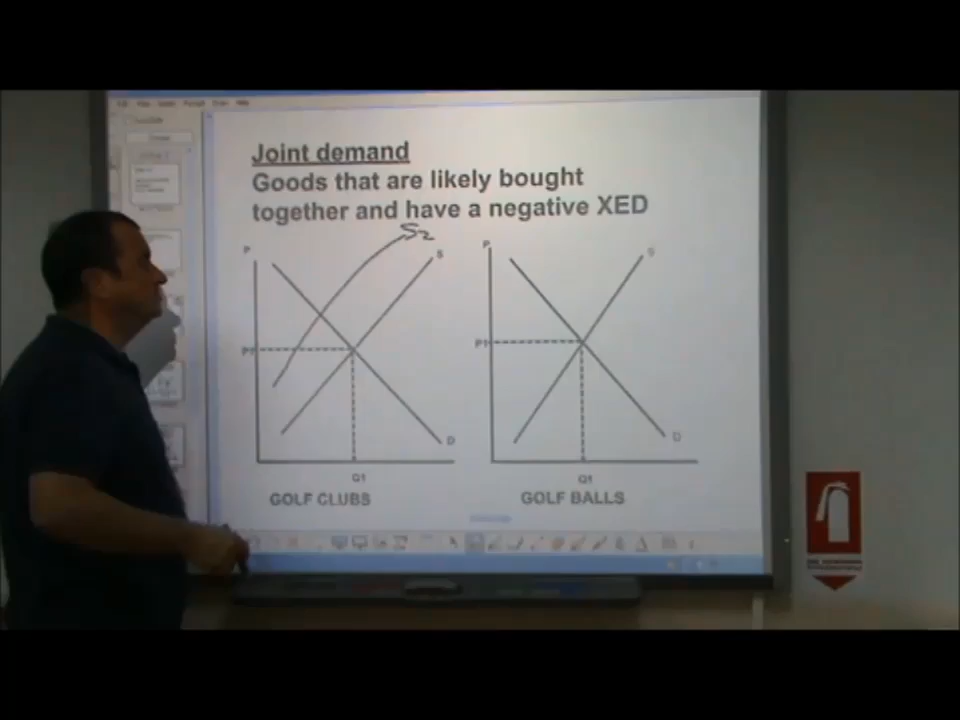 Joint demand
Goods that are likely bought
together and have a negative XED
S2
P
S
P1
D
Q1
GOLF CLUBS
P
S
P1
D
Q1
GOLF BALLS